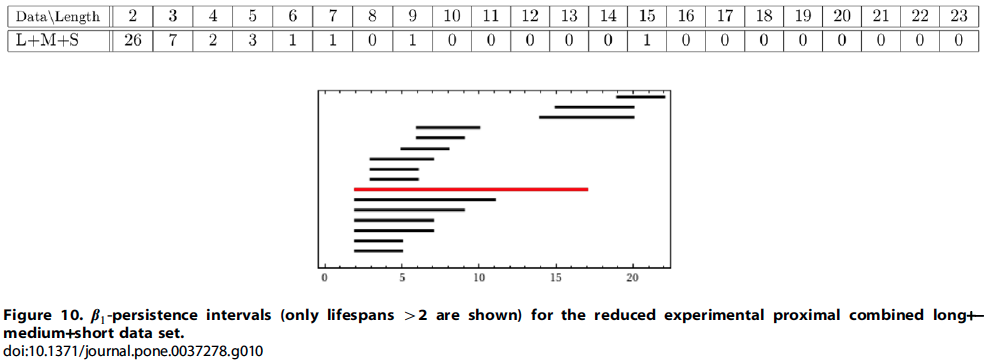 Data\Length 2 3 4 5 6 7 8 9 10 11 12 13 14 15 16 17 18 19 20 21 22 23
L+M+S 26 7 2 3 1 1 0 1 0 0 0 0 0 1 0 0 0 0 0 0 0 0
0 5 10 15 20
Figure 10. β₁-persistence intervals (only lifespans >2 are shown) for the reduced experimental proximal combined long+
medium+short data set.
doi:10.1371/journal.pone.0037278.g010